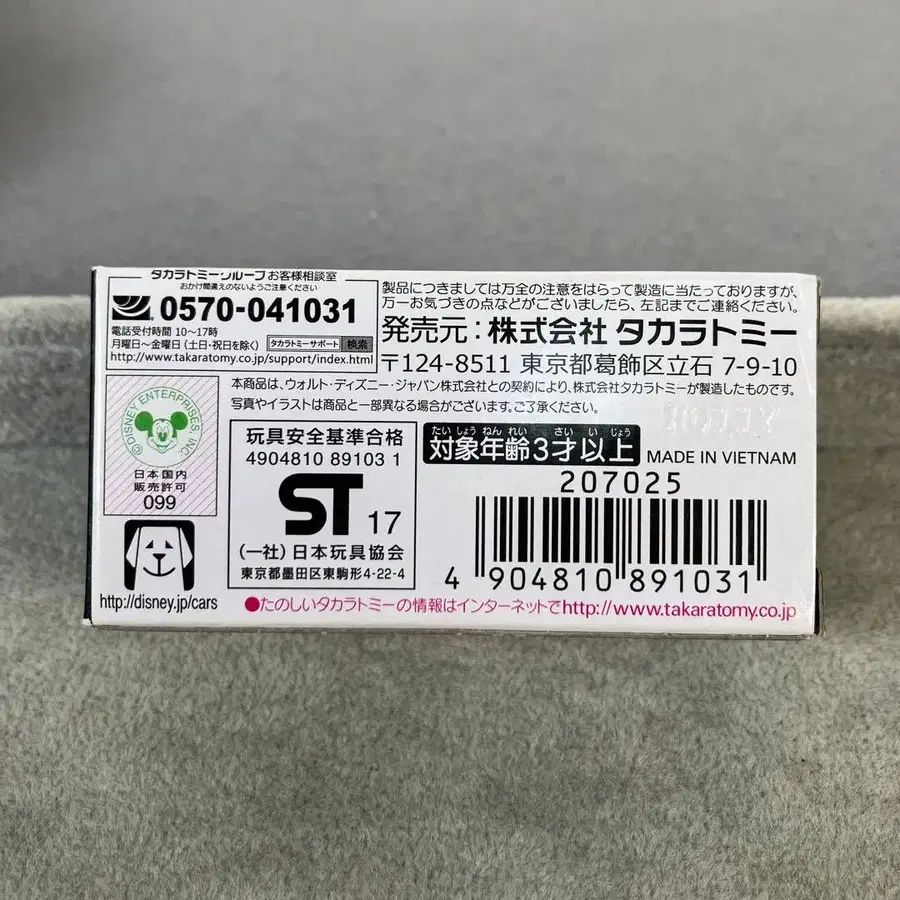 タカラトミーグループ お客様相談室
おかけ間違えのないようご注意ください
0570-041031
電話受付時間 10〜17時
月曜日〜金曜日(土日・祝日を除く) タカラトミーサポート 検索
http://www.takaratomy.co.jp/support/index.html
製品につきましては万全の注意をはらって製造に当たっておりますが、
万一お気づきの点などがございましたら、左記までご連絡ください。
発売元:株式会社 タカラトミー
〒124-8511 東京都葛飾区立石 7-9-10
本商品は、ウォルト・ディズニー・ジャパン株式会社との契約により、株式会社タカラトミーが製造したものです。
写真やイラストは商品と一部異なる場合がございます。ご了承ください。
©DISNEY ENTERPRISES, INC.
日本国内
販売許可
099
http://disney.jp/cars
玩具安全基準合格
4904810 89103 1
ST 17
(一社)日本玩具協会
東京都墨田区東駒形4-22-4
たいしょうねんれい さい いじょう
対象年齢3才以上
MADE IN VIETNAM
207025
4 904810 891031
●たのしいタカラトミーの情報はインターネットでhttp://www.takaratomy.co.jp